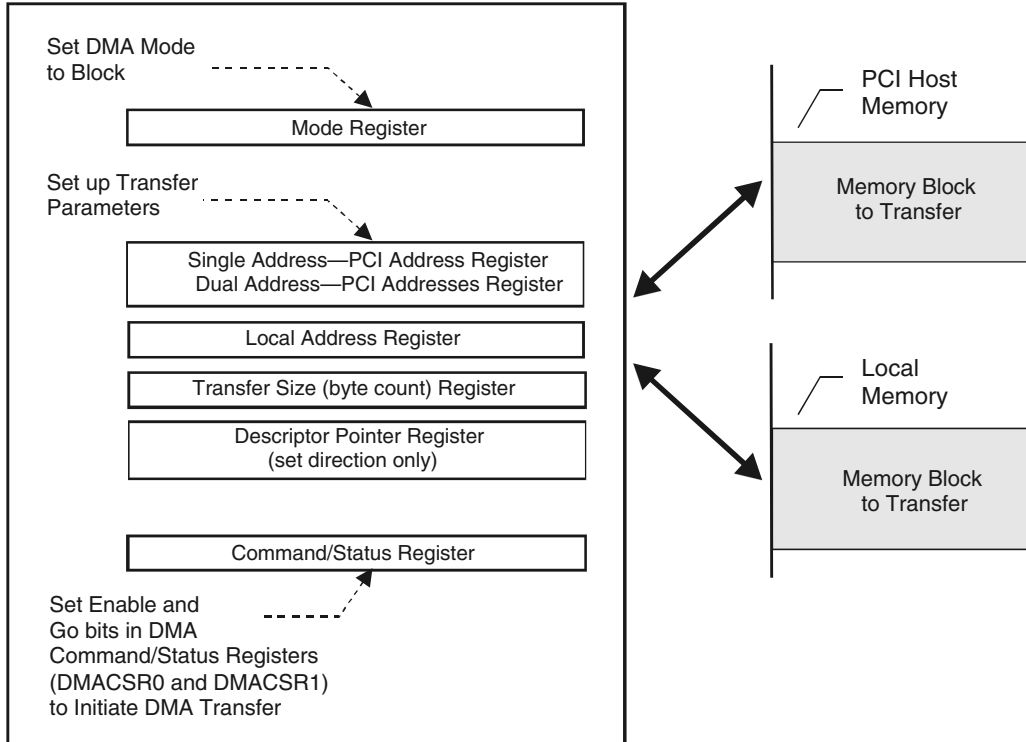 Set DMA Mode
to Block
Mode Register
Set up Transfer
Parameters
Single Address—PCI Address Register
Dual Address—PCI Addresses Register
Local Address Register
Transfer Size (byte count) Register
Descriptor Pointer Register
(set direction only)
Command/Status Register
Set Enable and
Go bits in DMA
Command/Status Registers
(DMACSR0 and DMACSR1)
to Initiate DMA Transfer
PCI Host
Memory
Memory Block
to Transfer
Local
Memory
Memory Block
to Transfer